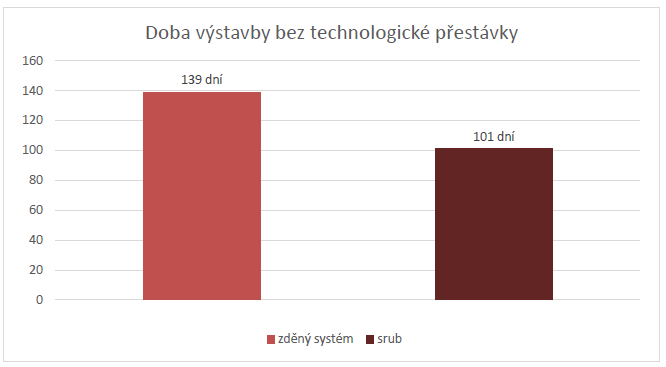 Doba výstavby bez technologické přestávky
160
140
120
100
80
60
40
20
0
139 dní
101 dní
zděný systém
srub